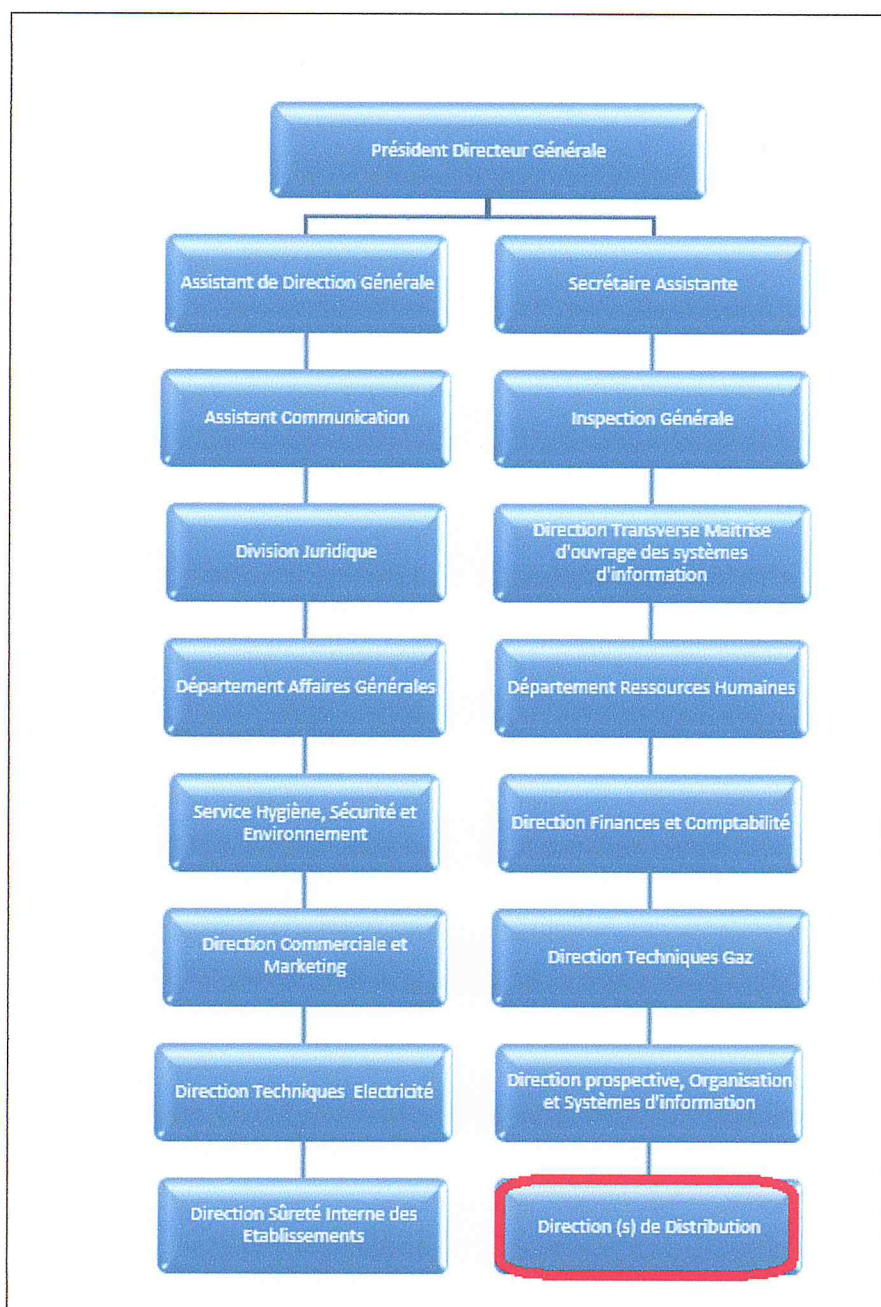 Président Directeur Générale
Assistant de Direction Générale
Secrétaire Assistante
Assistant Communication
Inspection Générale
Division Juridique
Direction Transverse Maitrise
d'ouvrage des systèmes
d'information
Département Affaires Générales
Département Ressources Humaines
Service Hygiène, Sécurité et
Environnement
Direction Finances et Comptabilité
Direction Commerciale et
Marketing
Direction Techniques Gaz
Direction Techniques Electricité
Direction prospective, Organisation
et Systèmes d'information
Direction Sûreté Interne des
Etablissements
Direction (s) de Distribution